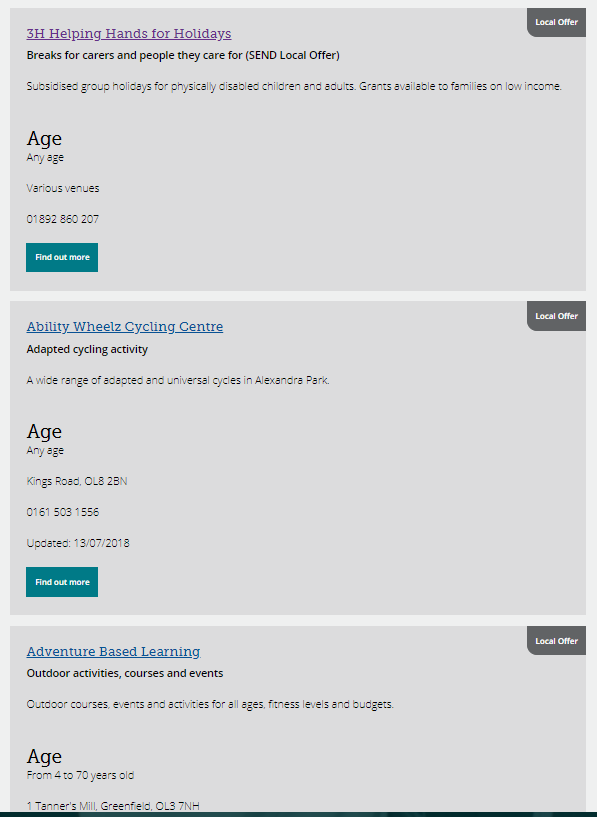 Local Offer
3H Helping Hands for Holidays
Breaks for carers and people they care for (SEND Local Offer)
Subsidised group holidays for physically disabled children and adults. Grants available to families on low income.
Age
Any age
Various venues
01892 860 207
Find out more
Local Offer
Ability Wheelz Cycling Centre
Adapted cycling activity
A wide range of adapted and universal cycles in Alexandra Park.
Age
Any age
Kings Road, OL8 2BN
0161 503 1556
Updated: 13/07/2018
Find out more
Local Offer
Adventure Based Learning
Outdoor activities, courses and events
Outdoor courses, events and activities for all ages, fitness levels and budgets.
Age
From 4 to 70 years old
1 Tanner's Mill, Greenfield, OL3 7NH